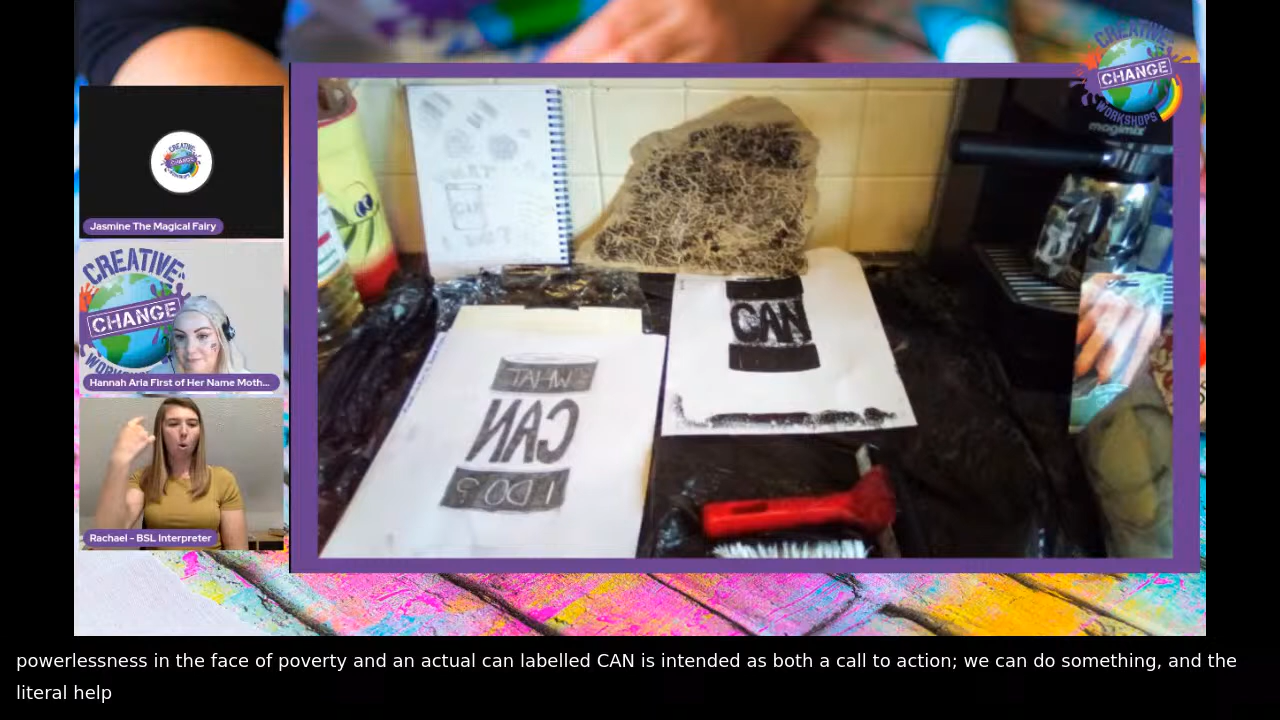 CREATIVE
CHANGE
WORKSHOPS
magimix
Jasmine The Magical Fairy
CREATIVE
CHANGE
Hannah Aria First of Her Name Moth...
Rachael - BSL Interpreter
CAN
CAN
WHAT
CAN
I DO?
powerlessness in the face of poverty and an actual can labelled CAN is intended as both a call to action; we can do something, and the
literal help